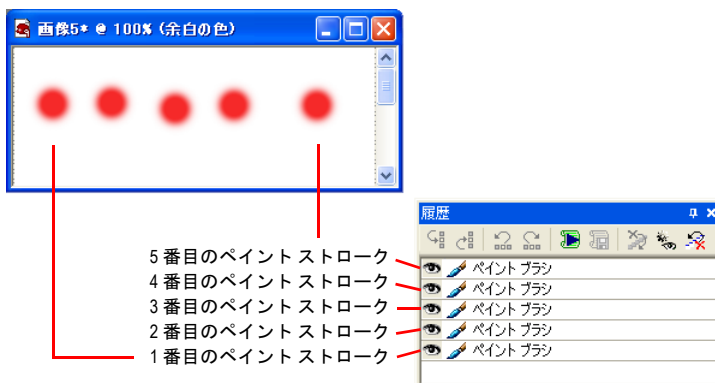 画像5* @ 100% (余白の色)
履歴
5 番目のペイント ストローク
4 番目のペイント ストローク
3 番目のペイント ストローク
2 番目のペイント ストローク
1 番目のペイント ストローク
ペイント ブラシ
ペイント ブラシ
ペイント ブラシ
ペイント ブラシ
ペイント ブラシ